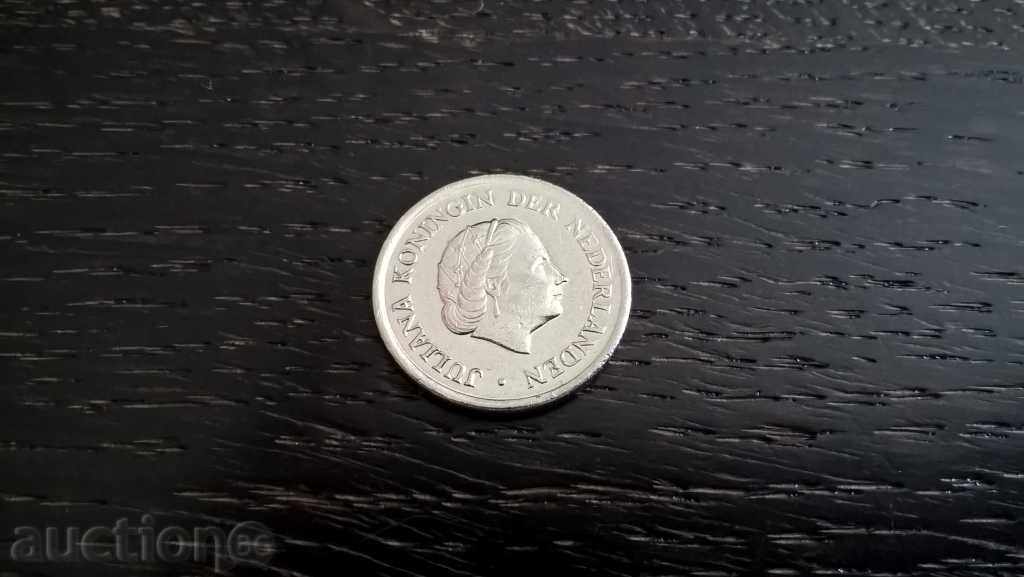 JULIANA KONINGIN DER NEDERLANDEN •
auction